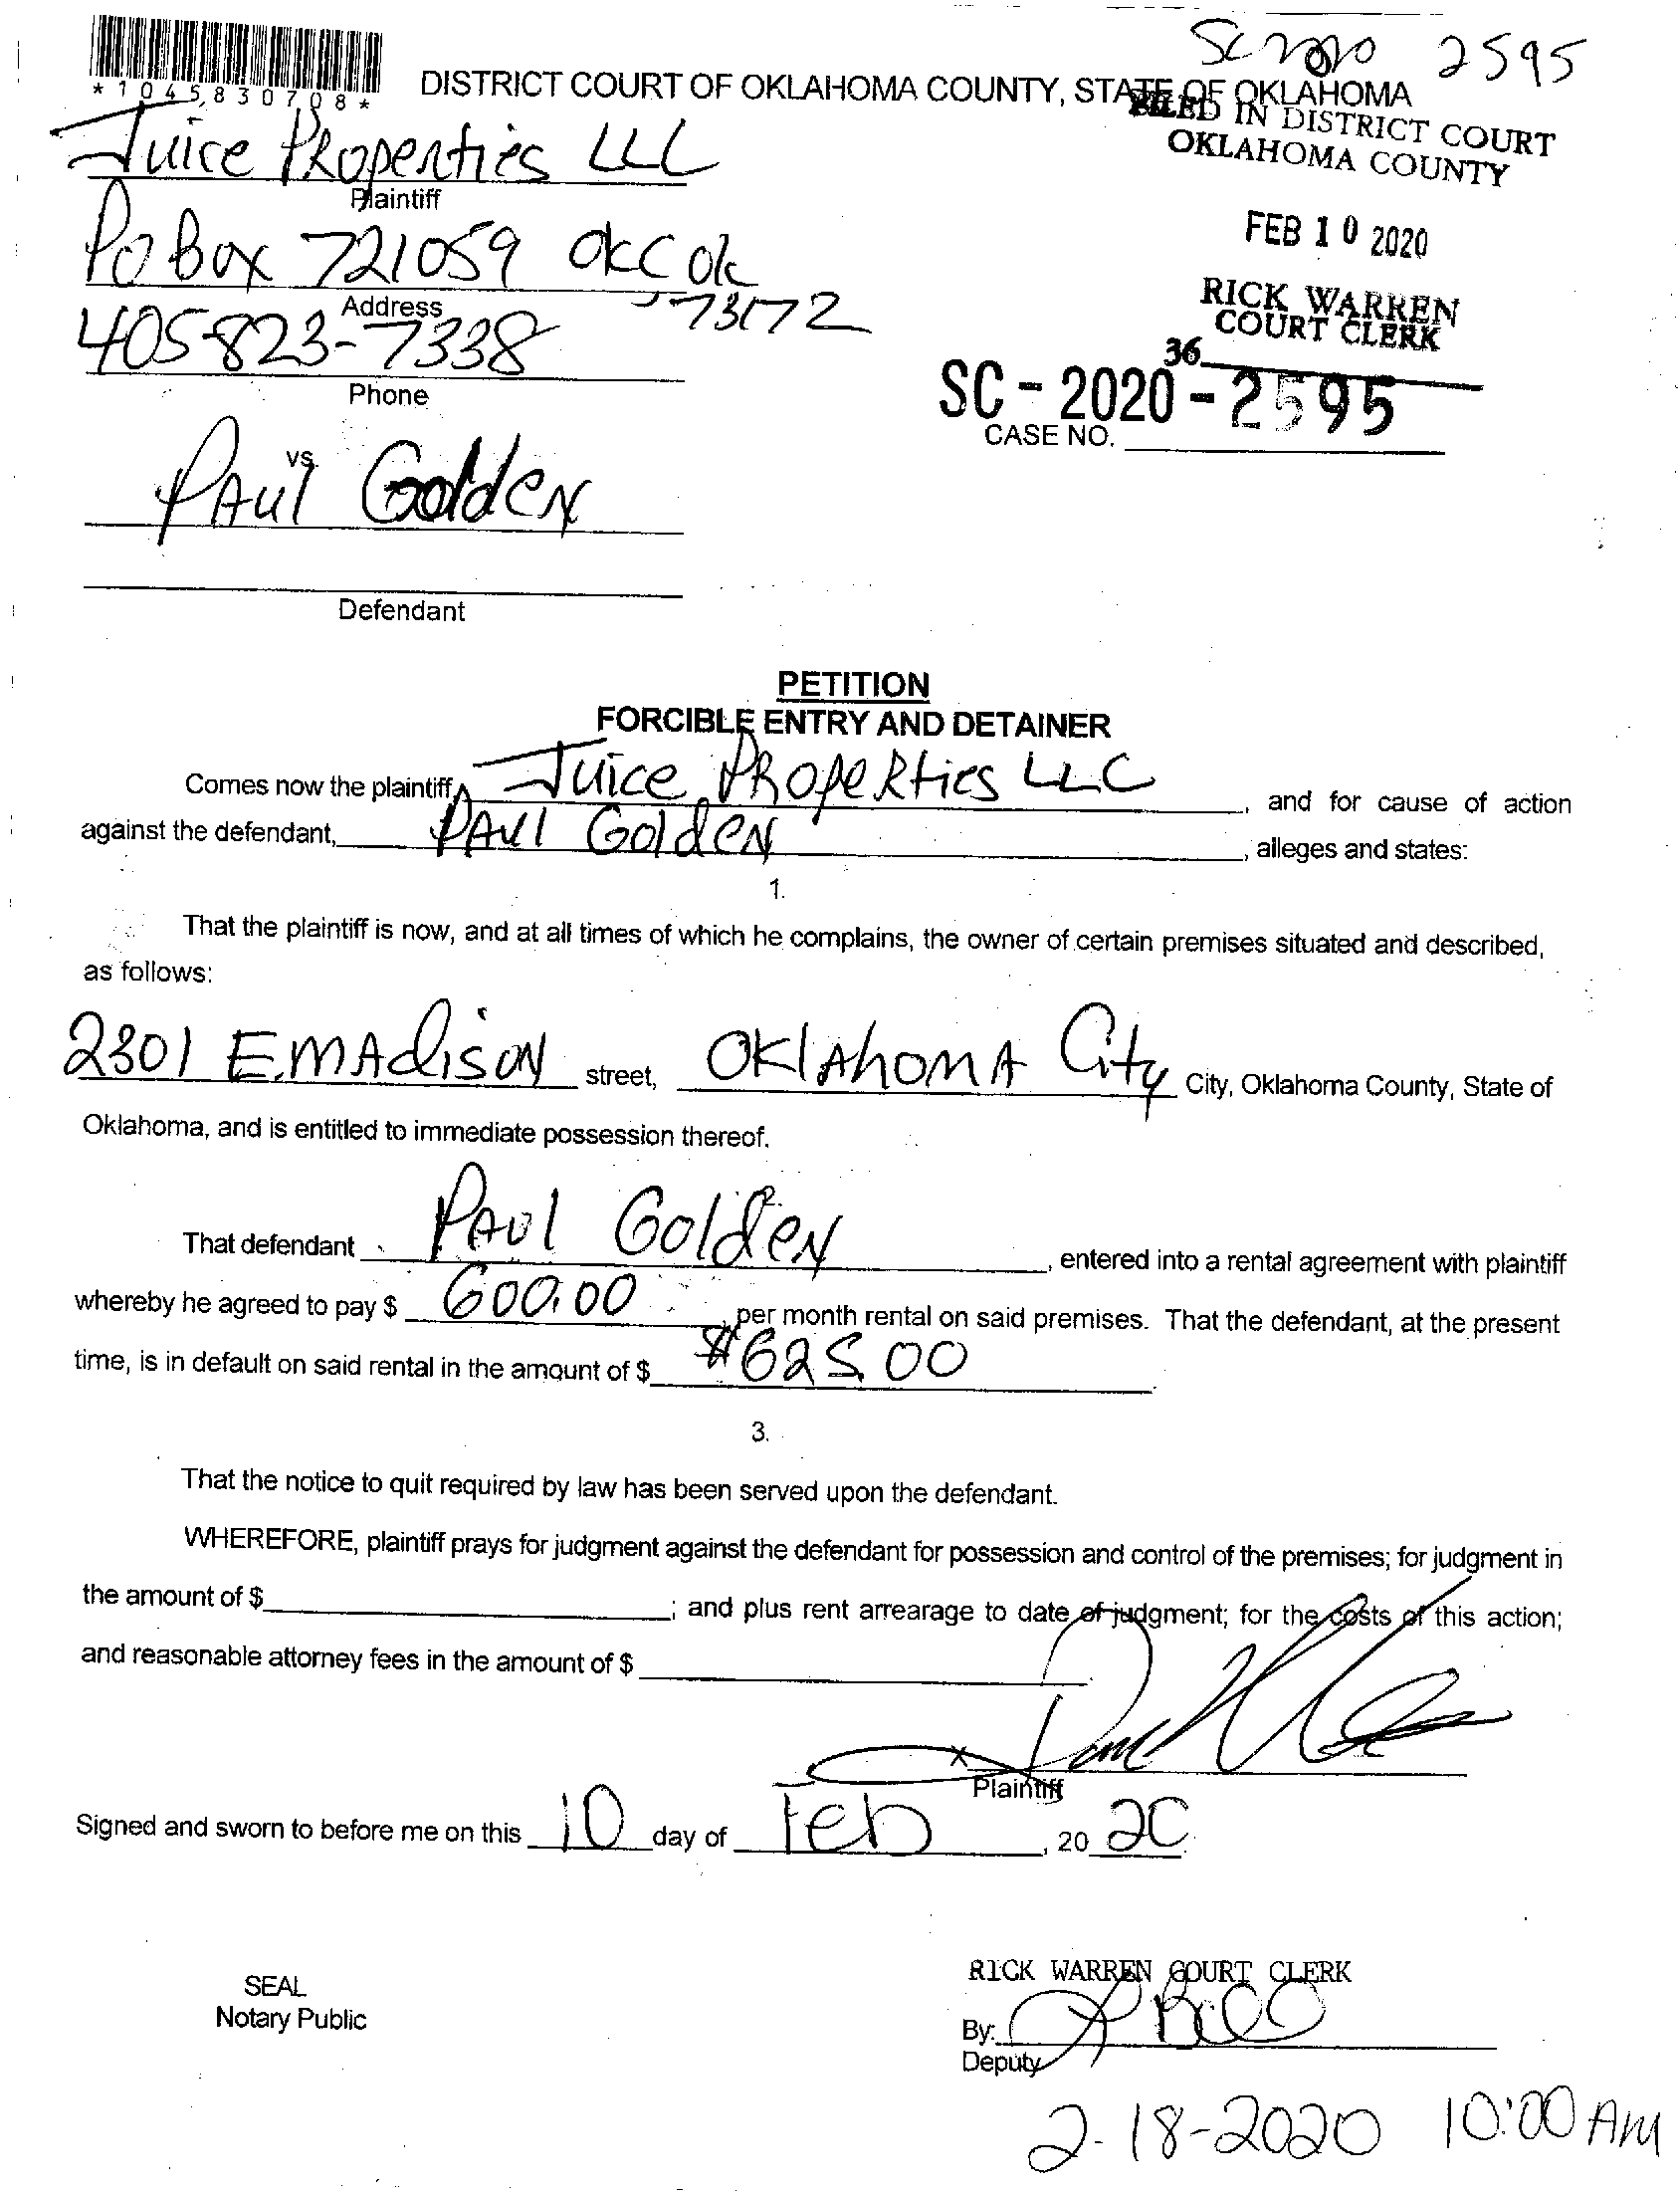 SC 2020 2595
*1045830708*
DISTRICT COURT OF OKLAHOMA COUNTY, STATE OF OKLAHOMA
FILED IN DISTRICT COURT
OKLAHOMA COUNTY
Juice Properties LLC
Plaintiff
PO Box 721059 OKC OK
73172
Address
405-823-7338
Phone
FEB 10 2020
RICK WARREN
COURT CLERK
36
SC - 2020 - 2595
CASE NO.
vs.
Paul Golden
Defendant
PETITION
FORCIBLE ENTRY AND DETAINER
Comes now the plaintiff, Juice Properties LLC, and for cause of action
against the defendant, Paul Golden, alleges and states:
1.
That the plaintiff is now, and at all times of which he complains, the owner of certain premises situated and described,
as follows:
2301 E. Madison street, Oklahoma City City, Oklahoma County, State of
Oklahoma, and is entitled to immediate possession thereof.
2.
That defendant Paul Golden, entered into a rental agreement with plaintiff
whereby he agreed to pay $ 600.00 per month rental on said premises. That the defendant, at the present
time, is in default on said rental in the amount of $ $625.00
3.
That the notice to quit required by law has been served upon the defendant.
WHEREFORE, plaintiff prays for judgment against the defendant for possession and control of the premises; for judgment in
the amount of $ ; and plus rent arrearage to date of judgment; for the costs of this action;
and reasonable attorney fees in the amount of $
X
Plaintiff
Signed and sworn to before me on this 10 day of Feb, 20 20.
SEAL
Notary Public
RICK WARREN COURT CLERK
By:
Deputy
2-18-2020 10:00 AM